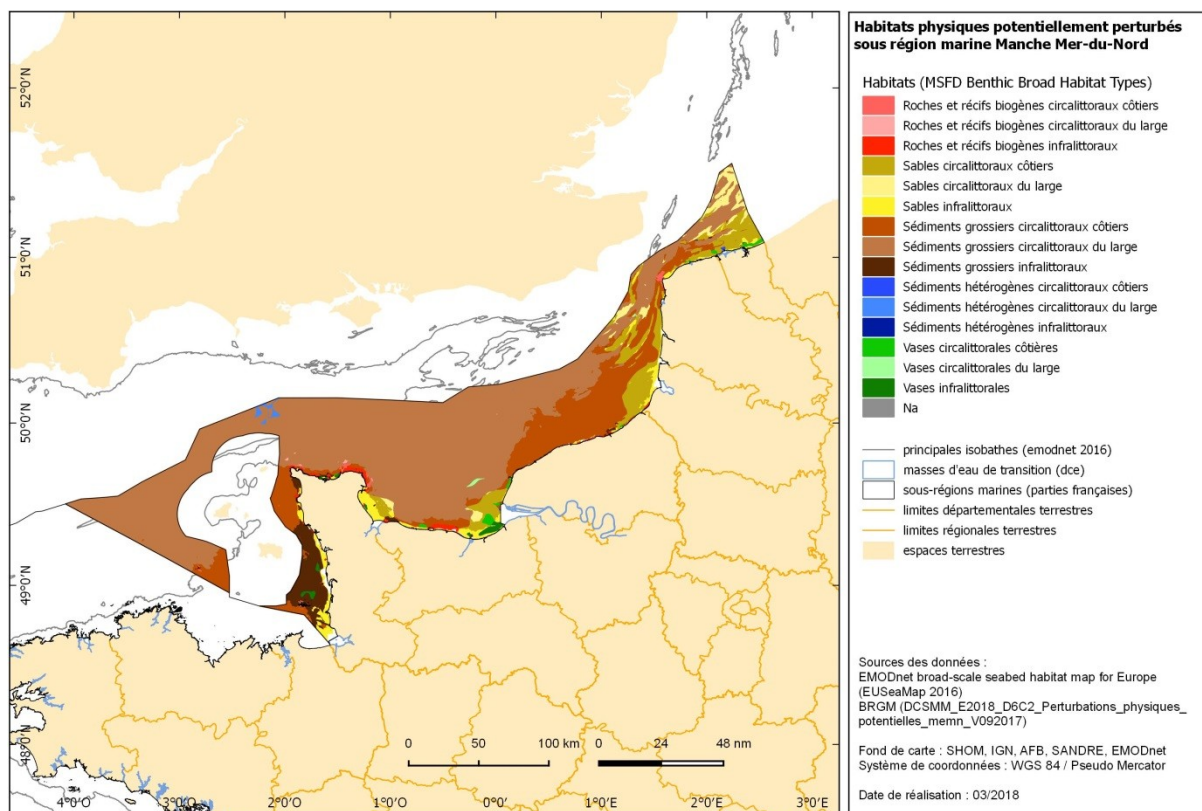 Habitats physiques potentiellement perturbés
sous région marine Manche Mer-du-Nord
Habitats (MSFD Benthic Broad Habitat Types)
Roches et récifs biogènes circalittoraux côtiers
Roches et récifs biogènes circalittoraux du large
Roches et récifs biogènes infralittoraux
Sables circalittoraux côtiers
Sables circalittoraux du large
Sables infralittoraux
Sédiments grossiers circalittoraux côtiers
Sédiments grossiers circalittoraux du large
Sédiments grossiers infralittoraux
Sédiments hétérogènes circalittoraux côtiers
Sédiments hétérogènes circalittoraux du large
Sédiments hétérogènes infralittoraux
Vases circalittorales côtières
Vases circalittorales du large
Vases infralittorales
Na
principales isobathes (emodnet 2016)
masses d'eau de transition (dce)
sous-régions marines (parties françaises)
limites départementales terrestres
limites régionales terrestres
espaces terrestres
Sources des données :
EMODnet broad-scale seabed habitat map for Europe
(EUSeaMap 2016)
BRGM (DCSMM_E2018_D6C2_Perturbations_physiques_
potentielles_memn_V092017)
Fond de carte : SHOM, IGN, AFB, SANDRE, EMODnet
Système de coordonnées : WGS 84 / Pseudo Mercator
Date de réalisation : 03/2018
52°0'N
51°0'N
50°0'N
49°0'N
48°0'N
0 50 100 km
0 24 48 nm
4°0'O 3°0'O 2°0'O 1°0'O 0°0' 1°0'E 2°0'E 3°0'E